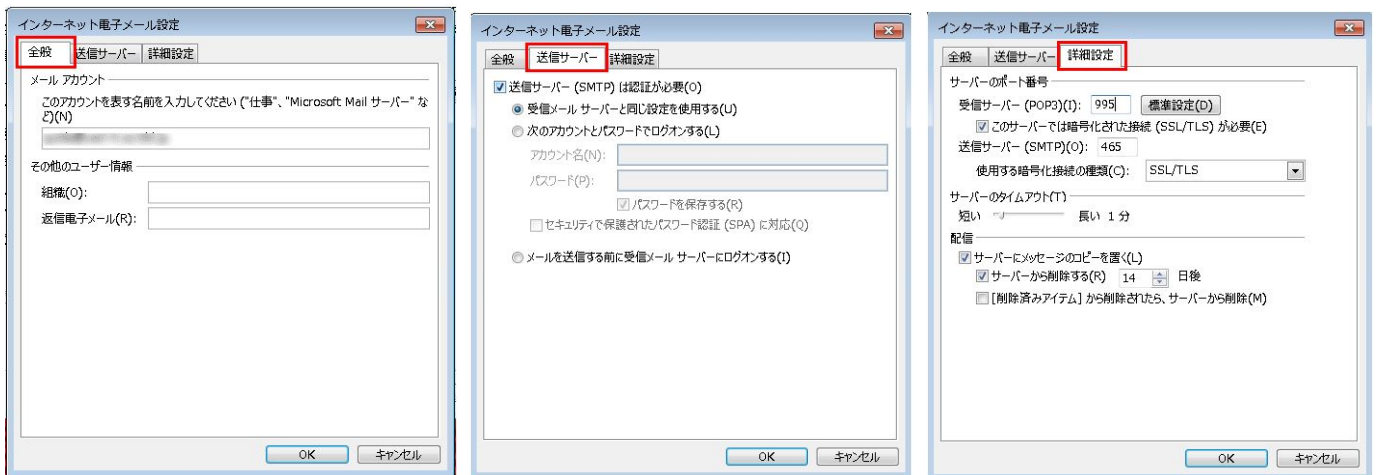 インターネット電子メール設定
全般
送信サーバー
詳細設定
メール アカウント
このアカウントを表す名前を入力してください ("仕事"、"Microsoft Mail サーバー" な
ど)(N)
その他のユーザー情報
組織(O):
返信電子メール(R):
OK
キャンセル
インターネット電子メール設定
全般
送信サーバー
詳細設定
送信サーバー (SMTP) は認証が必要(O)
受信メール サーバーと同じ設定を使用する(U)
次のアカウントとパスワードでログオンする(L)
アカウント名(N):
パスワード(P):
パスワードを保存する(R)
セキュリティで保護されたパスワード認証 (SPA) に対応(Q)
メールを送信する前に受信メール サーバーにログオンする(I)
OK
キャンセル
インターネット電子メール設定
全般
送信サーバー
詳細設定
サーバーのポート番号
受信サーバー (POP3)(I): 995 標準設定(D)
このサーバーでは暗号化された接続 (SSL/TLS) が必要(E)
送信サーバー (SMTP)(O): 465
使用する暗号化接続の種類(C): SSL/TLS
サーバーのタイムアウト(T)
短い 長い 1 分
配信
サーバーにメッセージのコピーを置く(L)
サーバーから削除する(R) 14 日後
[削除済みアイテム] から削除されたら、サーバーから削除(M)
OK
キャンセル